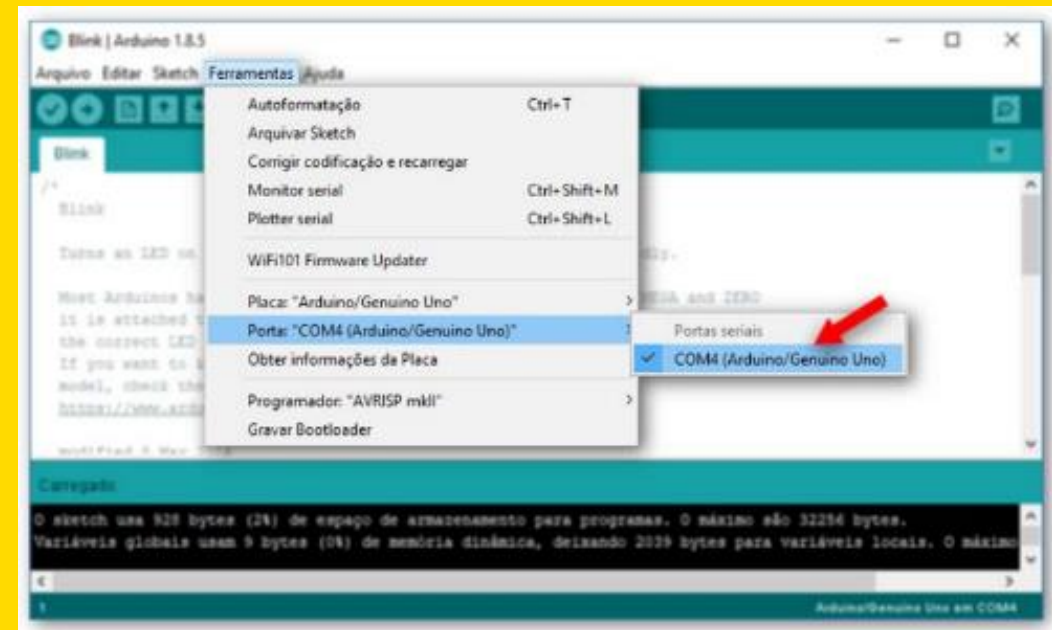 Blink | Arduino 1.8.5
Arquivo Editar Sketch Ferramentas Ajuda
Autoformatação Ctrl+T
Arquivar Sketch
Corrigir codificação e recarregar
Monitor serial Ctrl+Shift+M
Plotter serial Ctrl+Shift+L
WiFi101 Firmware Updater
Placa: "Arduino/Genuino Uno"
Porta: "COM4 (Arduino/Genuino Uno)"
Obter informações da Placa
Programador: "AVRISP mkII"
Gravar Bootloader
Portas seriais
COM4 (Arduino/Genuino Uno)
Blink
/*
Blink
Turns an LED on
Most Arduinos ha MEGA and ZERO
it is attached
the correct LED
If you want to
model, check the
Carregado
O sketch usa 928 bytes (2%) de espaço de armazenamento para programas. O máximo são 32256 bytes.
Variáveis globais usam 9 bytes (0%) de memória dinâmica, deixando 2039 bytes para variáveis locais. O máximo
1 Arduino/Genuino Uno em COM4